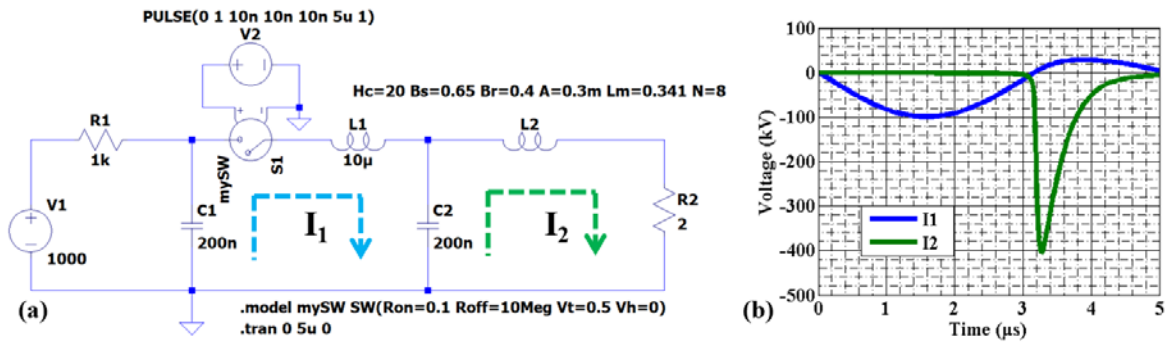 PULSE(0 1 10n 10n 10n 5u 1)
V2
Hc=20 Bs=0.65 Br=0.4 A=0.3m Lm=0.341 N=8
R1
1k
mySW
S1
L1
10µ
L2
V1
1000
C1
200n
I1
C2
200n
I2
R2
2
.model mySW SW(Ron=0.1 Roff=10Meg Vt=0.5 Vh=0)
.tran 0 5u 0
(a)
100
0
-100
-200
-300
-400
-500
Voltage (kV)
I1
I2
0 1 2 3 4 5
Time (µs)
(b)